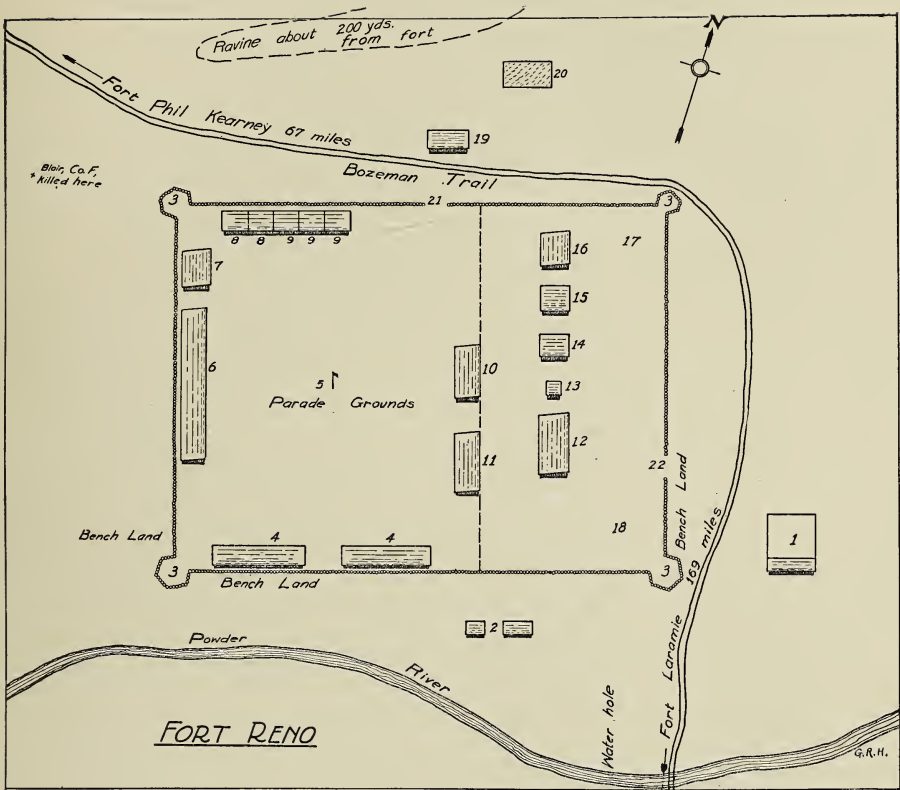 Ravine about 200 yds.
from fort
N
20
Fort Phil Kearney 67 miles
19
Bozeman Trail
Blair, Co. F,
+ killed here
3
21
3
8 8 9 9 9
7
16
17
15
6
14
10
5
13
Parade Grounds
12
11
22
Bench Land
18
Bench Land
4
4
1
3
Bench Land
3
Fort Laramie 169 miles
2
Powder
River
Water hole
FORT RENO
G.R.H.